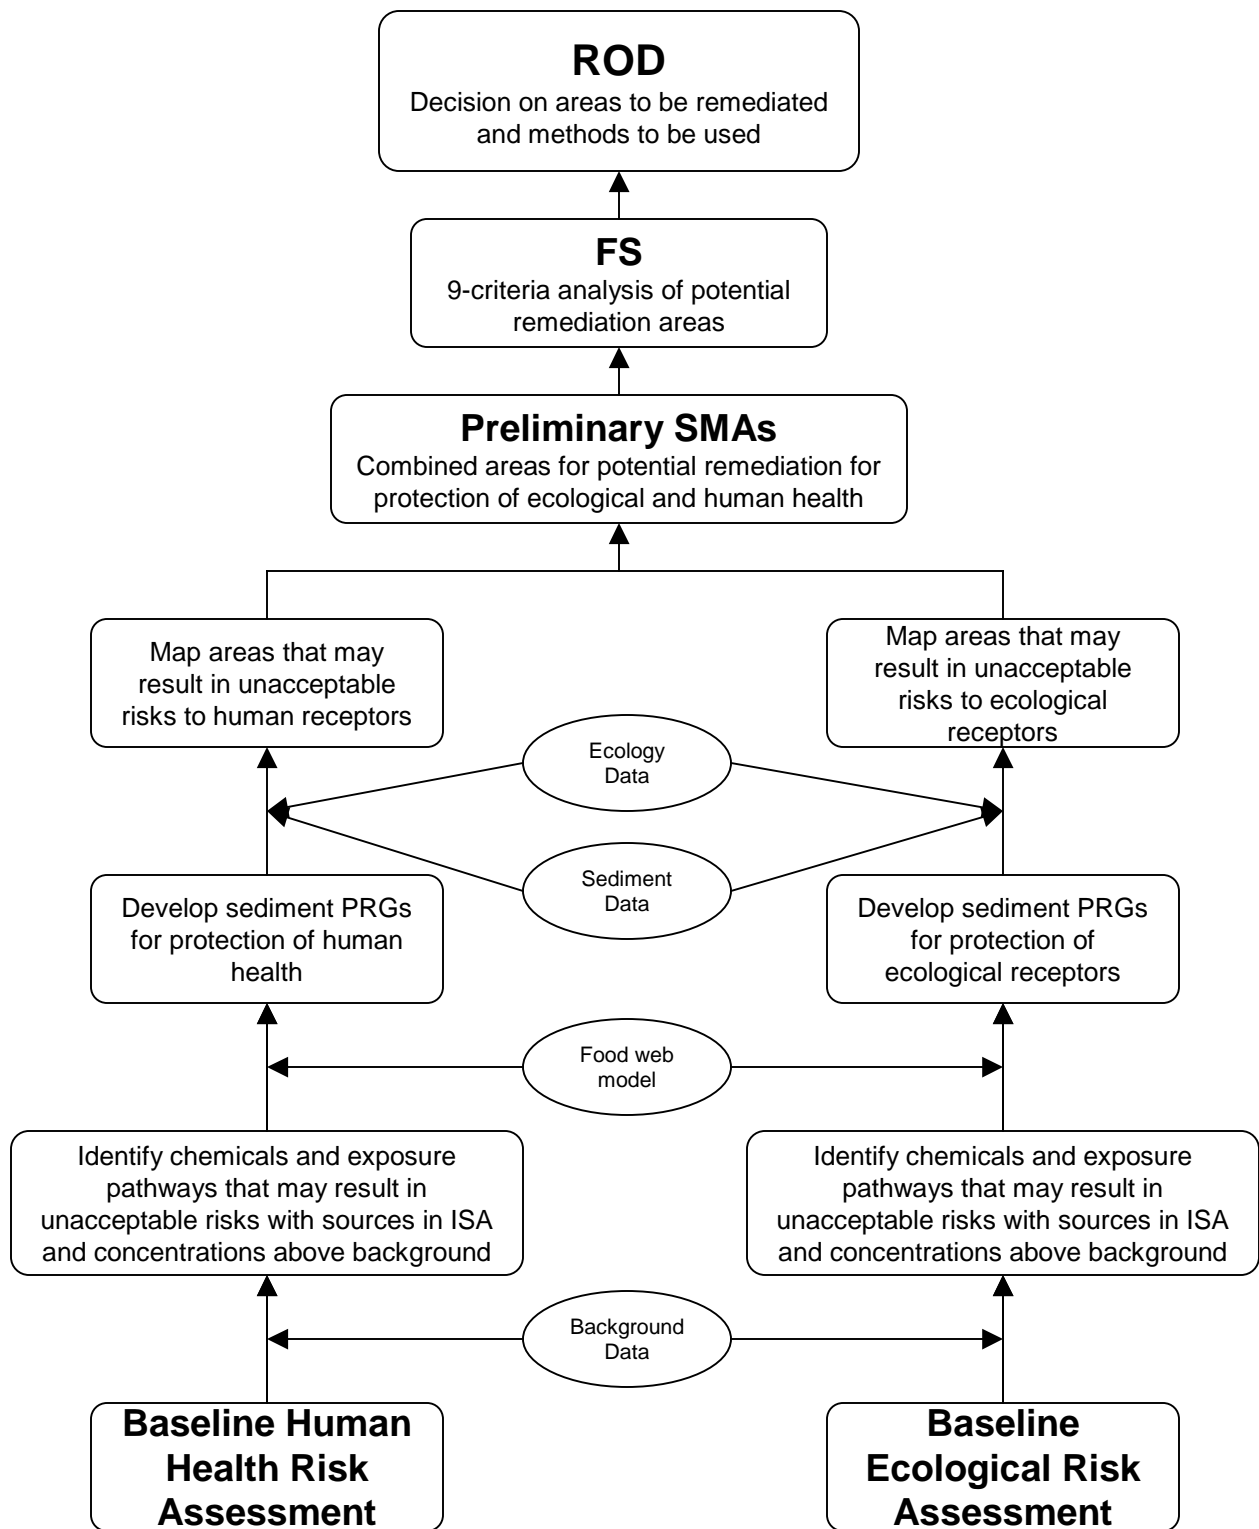 ROD
Decision on areas to be remediated
and methods to be used
FS
9-criteria analysis of potential
remediation areas
Preliminary SMAs
Combined areas for potential remediation for
protection of ecological and human health
Map areas that may
result in unacceptable
risks to human receptors
Map areas that may
result in unacceptable
risks to ecological
receptors
Ecology
Data
Sediment
Data
Develop sediment PRGs
for protection of human
health
Develop sediment PRGs
for protection of
ecological receptors
Food web
model
Identify chemicals and exposure
pathways that may result in
unacceptable risks with sources in ISA
and concentrations above background
Identify chemicals and exposure
pathways that may result in
unacceptable risks with sources in ISA
and concentrations above background
Background
Data
Baseline Human
Health Risk
Assessment
Baseline
Ecological Risk
Assessment